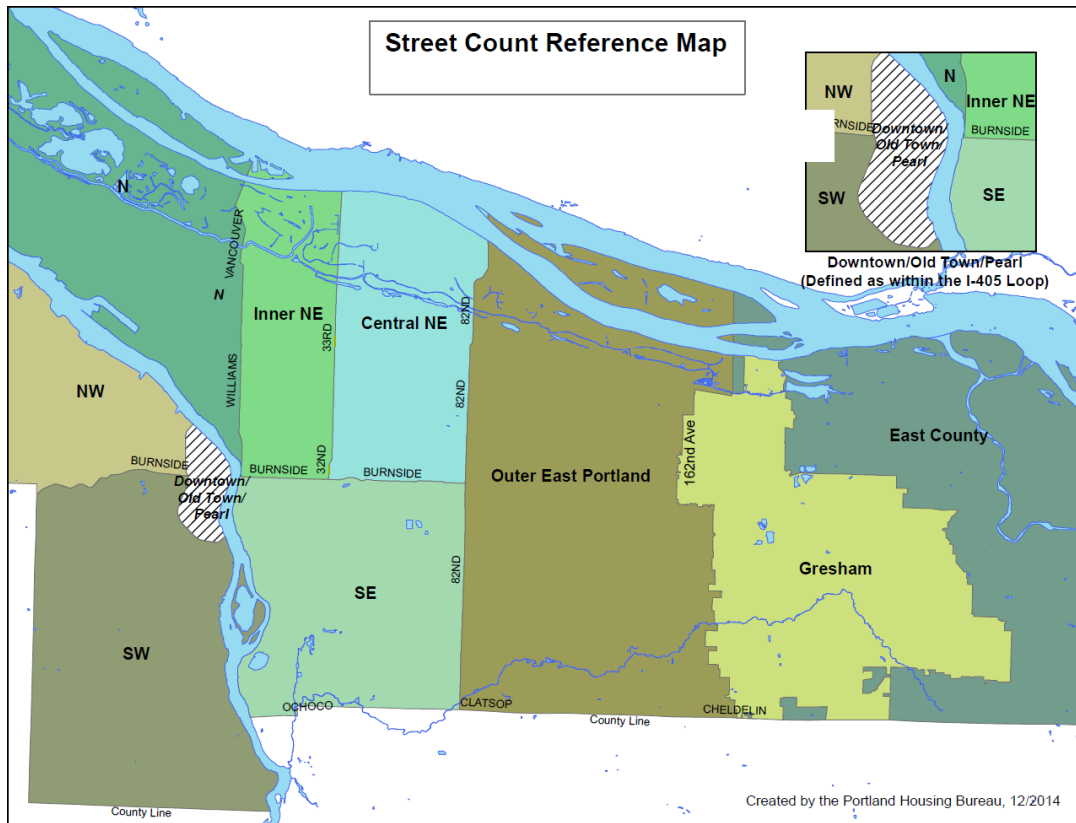 Street Count Reference Map
N
NW
Inner NE
BURNSIDE
Downtown/
Old Town/
Pearl
SW
SE
Downtown/Old Town/Pearl
(Defined as within the I-405 Loop)
N
VANCOUVER
N
WILLIAMS
Inner NE
33RD
32ND
Central NE
82ND
82ND
82ND
NW
BURNSIDE
BURNSIDE
BURNSIDE
Downtown/
Old Town/
Pearl
Outer East Portland
162nd Ave
East County
Gresham
SE
SW
OCHOCO
CLATSOP
CHELDELIN
County Line
County Line
Created by the Portland Housing Bureau, 12/2014